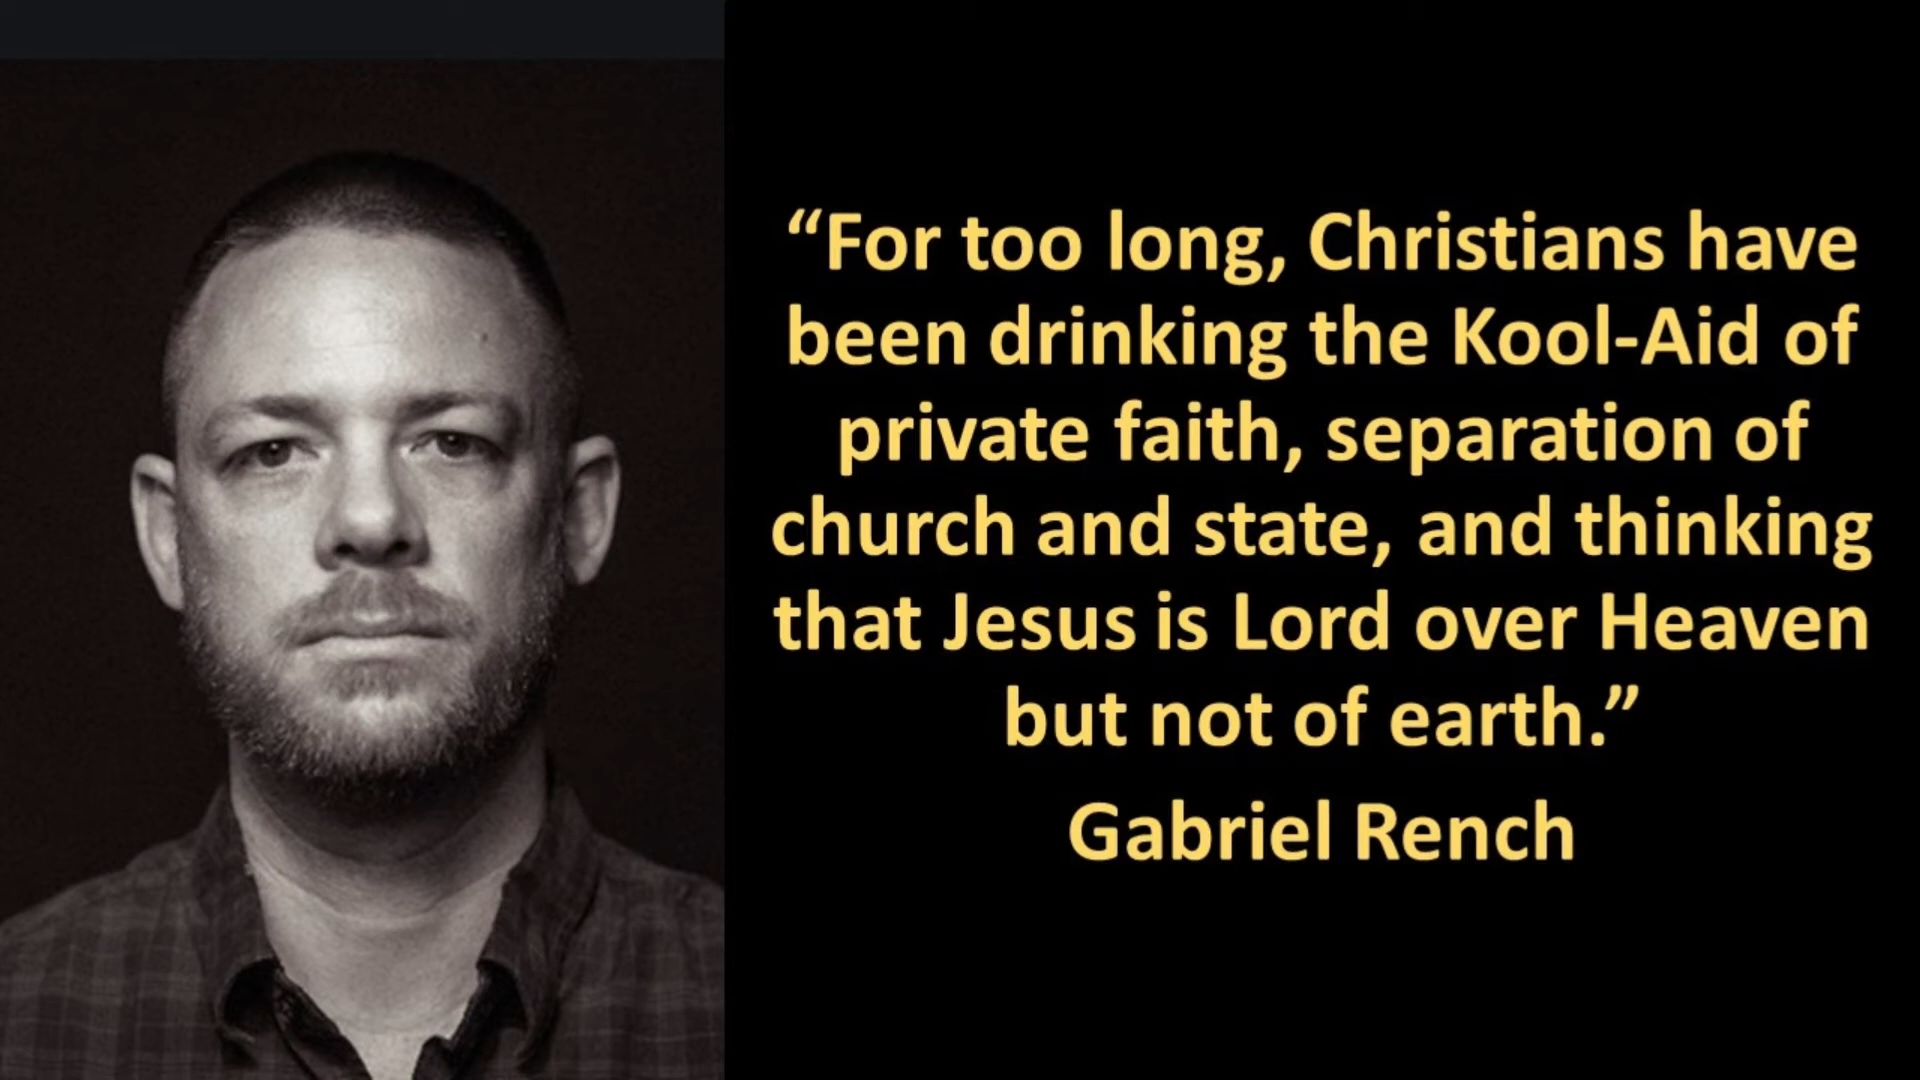 “For too long, Christians have
been drinking the Kool-Aid of
private faith, separation of
church and state, and thinking
that Jesus is Lord over Heaven
but not of earth.”
Gabriel Rench